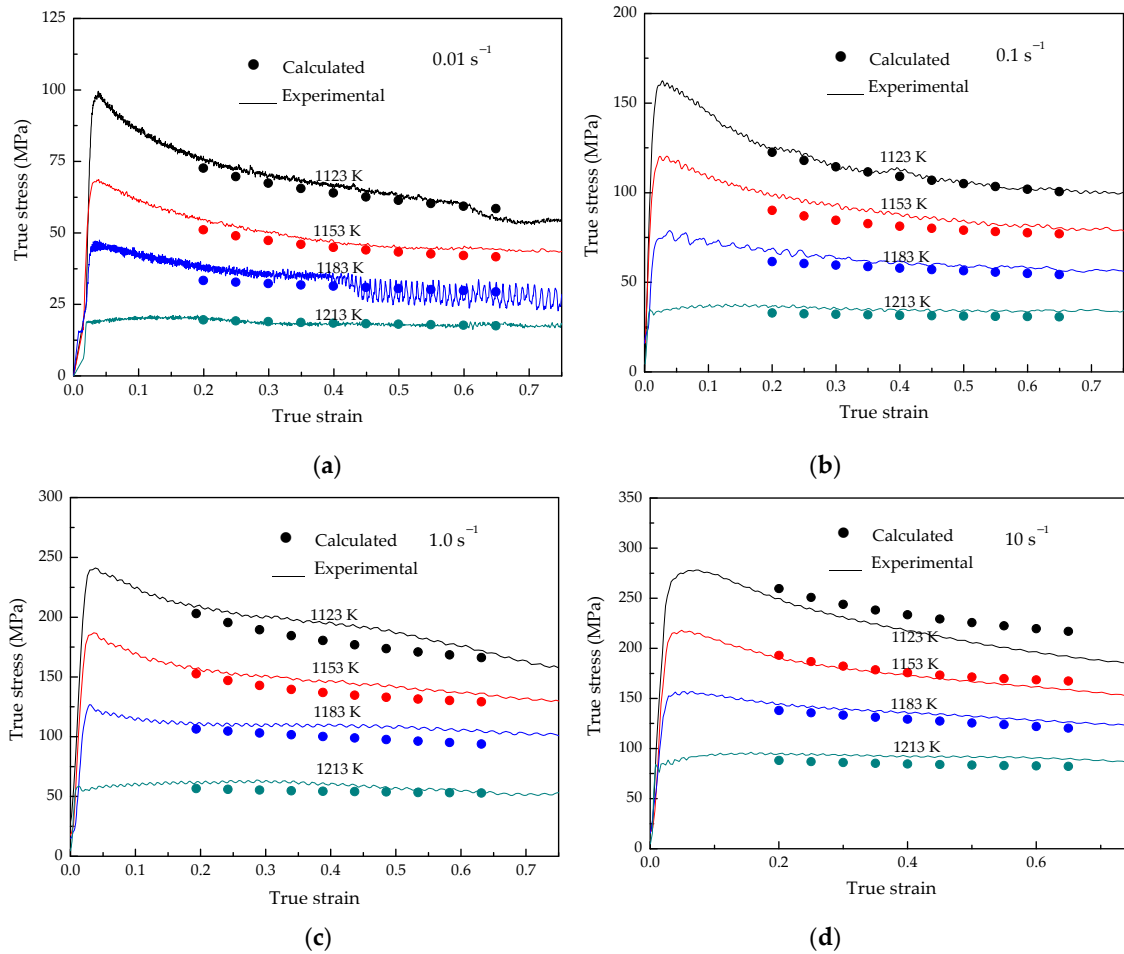 125
100
75
50
25
0
True stress (MPa)
Calculated
0.01 s⁻¹
Experimental
1123 K
1153 K
1183 K
1213 K
0.0 0.1 0.2 0.3 0.4 0.5 0.6 0.7
True strain
(a)
200
150
100
50
0
True stress (MPa)
Calculated
0.1 s⁻¹
Experimental
1123 K
1153 K
1183 K
1213 K
0.0 0.1 0.2 0.3 0.4 0.5 0.6 0.7
True strain
(b)
300
250
200
150
100
50
0
True stress (MPa)
Calculated
1.0 s⁻¹
Experimental
1123 K
1153 K
1183 K
1213 K
0.0 0.1 0.2 0.3 0.4 0.5 0.6 0.7
True strain
(c)
350
300
250
200
150
100
50
0
True stress (MPa)
Calculated
10 s⁻¹
Experimental
1123 K
1153 K
1183 K
1213 K
0.0 0.2 0.4 0.6
True strain
(d)